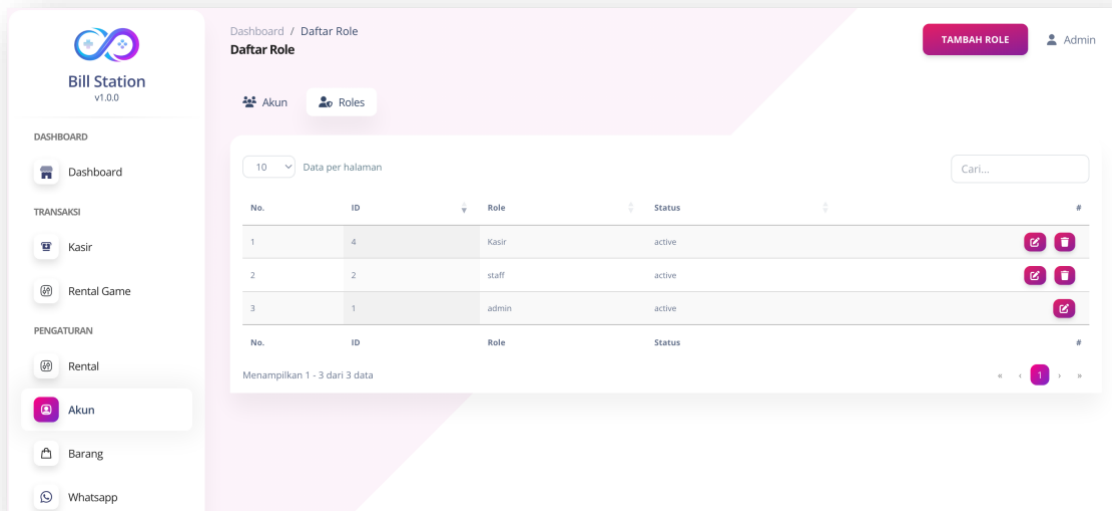 Bill Station
v1.0.0
DASHBOARD
Dashboard
TRANSAKSI
Kasir
Rental Game
PENGATURAN
Rental
Akun
Barang
Whatsapp
Dashboard / Daftar Role
Daftar Role
TAMBAH ROLE
Admin
Akun
Roles
10 Data per halaman
Cari...
No. ID Role Status #
1 4 Kasir active
2 2 staff active
3 1 admin active
No. ID Role Status #
Menampilkan 1 - 3 dari 3 data
« ‹ 1 › »